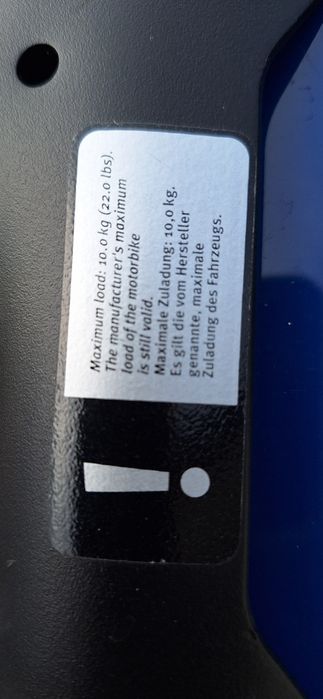 Maximum load: 10.0 kg (22.0 lbs).
The manufacturer's maximum
load of the motorbike
is still valid.
Maximale Zuladung: 10,0 kg.
Es gilt die vom Hersteller
genannte, maximale
Zuladung des Fahrzeugs.
!